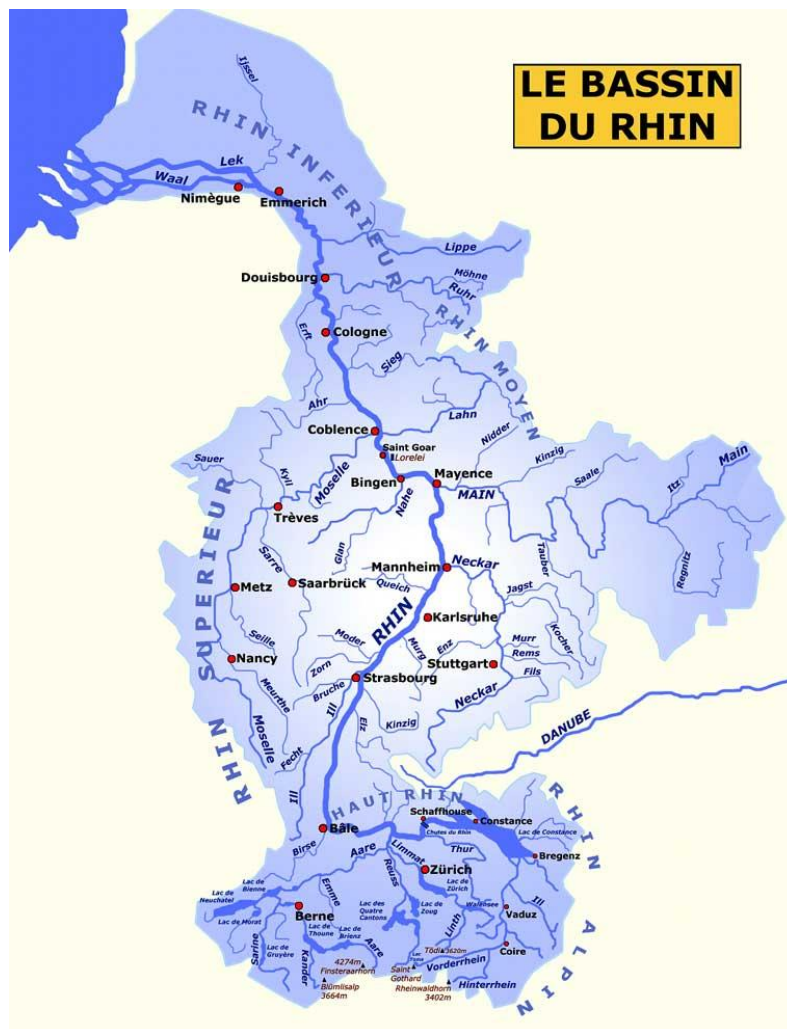 LE BASSIN
DU RHIN
Ijssel
RHIN INFERIEUR
Lek
Waal
Nimègue
Emmerich
Lippe
Douisbourg
Möhne
Ruhr
RHIN MOYEN
Erft
Cologne
Sieg
Ahr
Coblence
Lahn
Nidder
Saint Goar
Lorelei
Sauer
Kyll
Moselle
Bingen
Nahe
Mayence
MAIN
Kinzig
Saale
Itz
Main
Regnitz
Trèves
RHIN SUPERIEUR
Sarre
Glan
Mannheim
Neckar
Tauber
Metz
Saarbrück
Queich
RHIN
Jagst
Karlsruhe
Kocher
Seille
Moder
Murg
Enz
Murr
Rems
Nancy
Zorn
Stuttgart
Fils
Meurthe
Bruche
Strasbourg
Neckar
Ill
Elz
Kinzig
Moselle
Fecht
DANUBE
Ill
HAUT RHIN
RHIN ALPIN
Schaffhouse
Constance
Bâle
Chutes du Rhin
Lac de Constance
Birse
Aare
Limmat
Thur
Bregenz
Reuss
Zürich
Lac de
Bienne
Emme
Lac de
Zürich
Lac de
Neuchatel
Walensee
Ill
Lac de Morat
Berne
Lac des
Quatre
Cantons
Lac de
Zoug
Linth
Vaduz
Lac de
Thoune
Lac de
Brienz
Sarine
Lac de
Gruyère
Kander
Aare
Tödi 3620m
Coire
4274m
Finsteraarhorn
Vorderrhein
Saint
Gothard
Blümlisalp
3664m
Rheinwaldhorn
3402m
Hinterrhein